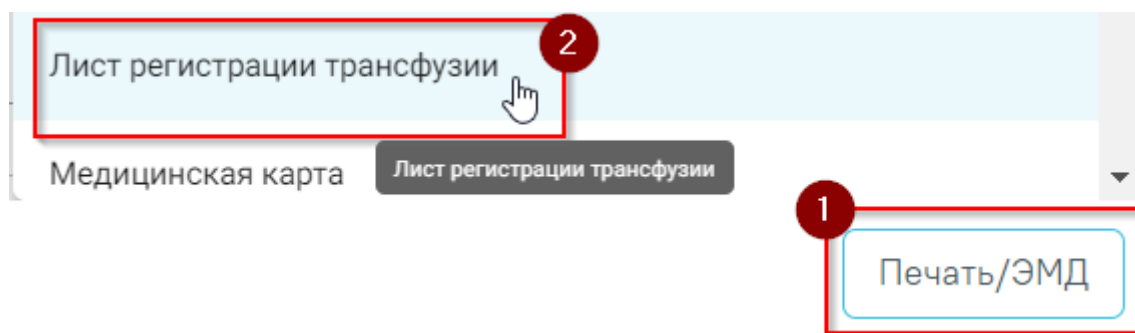 2
Лист регистрации трансфузии
Медицинская карта
Лист регистрации трансфузии
1
Печать/ЭМД